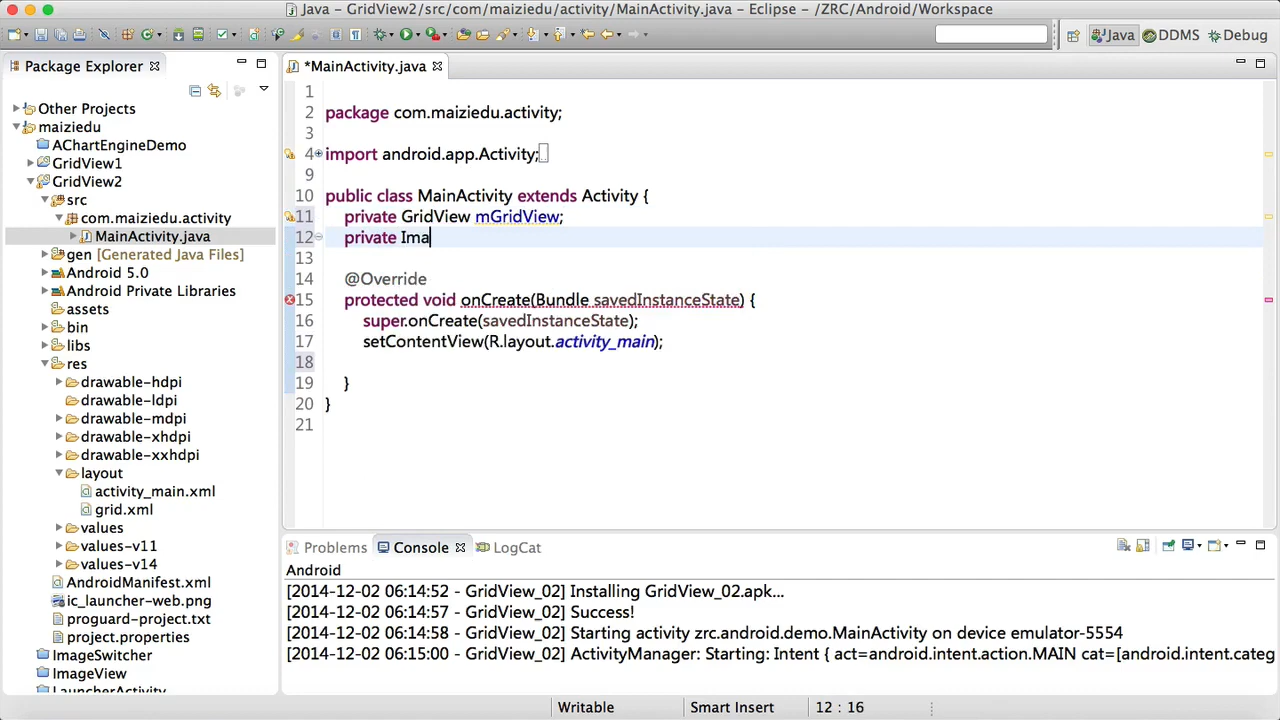 Java - GridView2/src/com/maiziedu/activity/MainActivity.java - Eclipse - /ZRC/Android/Workspace
Java DDMS Debug
Package Explorer
*MainActivity.java
Other Projects
maiziedu
AChartEngineDemo
GridView1
GridView2
src
com.maiziedu.activity
MainActivity.java
gen [Generated Java Files]
Android 5.0
Android Private Libraries
assets
bin
libs
res
drawable-hdpi
drawable-ldpi
drawable-mdpi
drawable-xhdpi
drawable-xxhdpi
layout
activity_main.xml
grid.xml
values
values-v11
values-v14
AndroidManifest.xml
ic_launcher-web.png
proguard-project.txt
project.properties
ImageSwitcher
ImageView
LauncherActivity
1
2 package com.maiziedu.activity;
3
4 import android.app.Activity;
9
10 public class MainActivity extends Activity {
11 private GridView mGridView;
12 private Ima
13
14 @Override
15 protected void onCreate(Bundle savedInstanceState) {
16 super.onCreate(savedInstanceState);
17 setContentView(R.layout.activity_main);
18
19 }
20 }
21
Problems Console LogCat
Android
[2014-12-02 06:14:52 - GridView_02] Installing GridView_02.apk...
[2014-12-02 06:14:57 - GridView_02] Success!
[2014-12-02 06:14:58 - GridView_02] Starting activity zrc.android.demo.MainActivity on device emulator-5554
[2014-12-02 06:15:00 - GridView_02] ActivityManager: Starting: Intent { act=android.intent.action.MAIN cat=[android.intent.categ
Writable Smart Insert 12 : 16